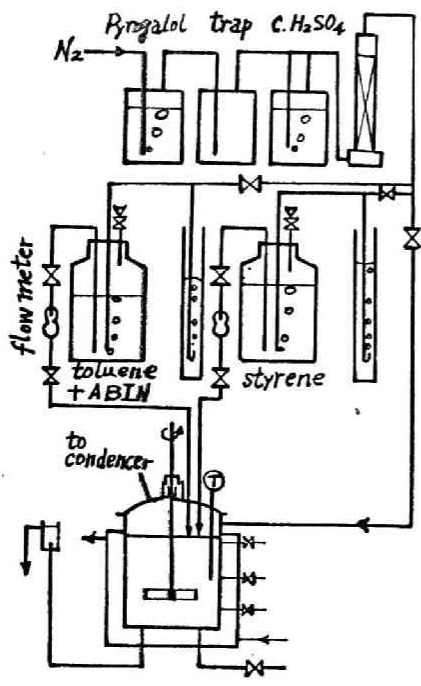 Pyrogalol trap C.H₂SO₄
N₂
flow meter
toluene
+ABIN
styrene
to
condencer
T